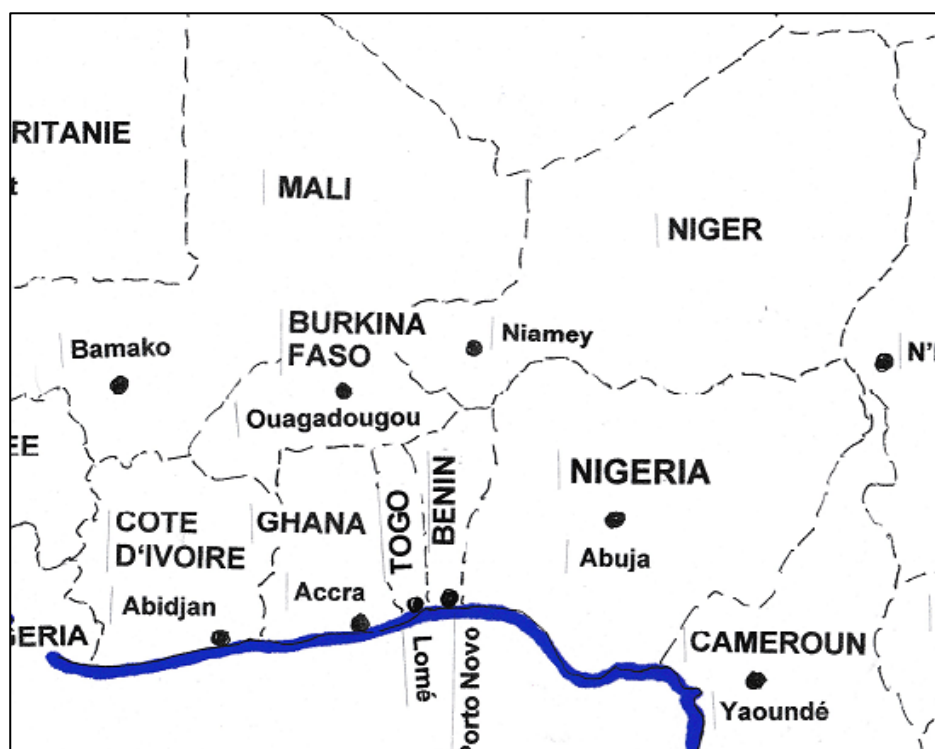 RITANIE
t
MALI
NIGER
BURKINA
FASO
Niamey
Bamako
N'
Ouagadougou
EE
NIGERIA
BENIN
TOGO
COTE
D'IVOIRE
GHANA
Abuja
Accra
Abidjan
GERIA
CAMEROUN
Lomé
Porto Novo
Yaoundé